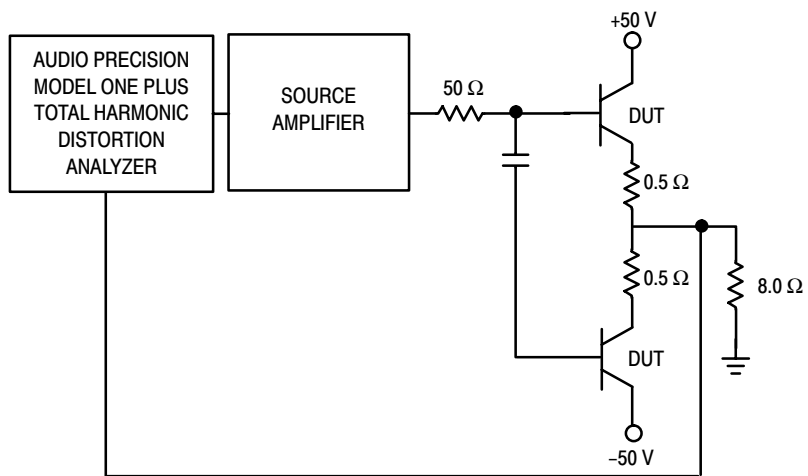 AUDIO PRECISION
MODEL ONE PLUS
TOTAL HARMONIC
DISTORTION
ANALYZER
SOURCE
AMPLIFIER
50 Ω
+50 V
DUT
0.5 Ω
0.5 Ω
8.0 Ω
DUT
–50 V